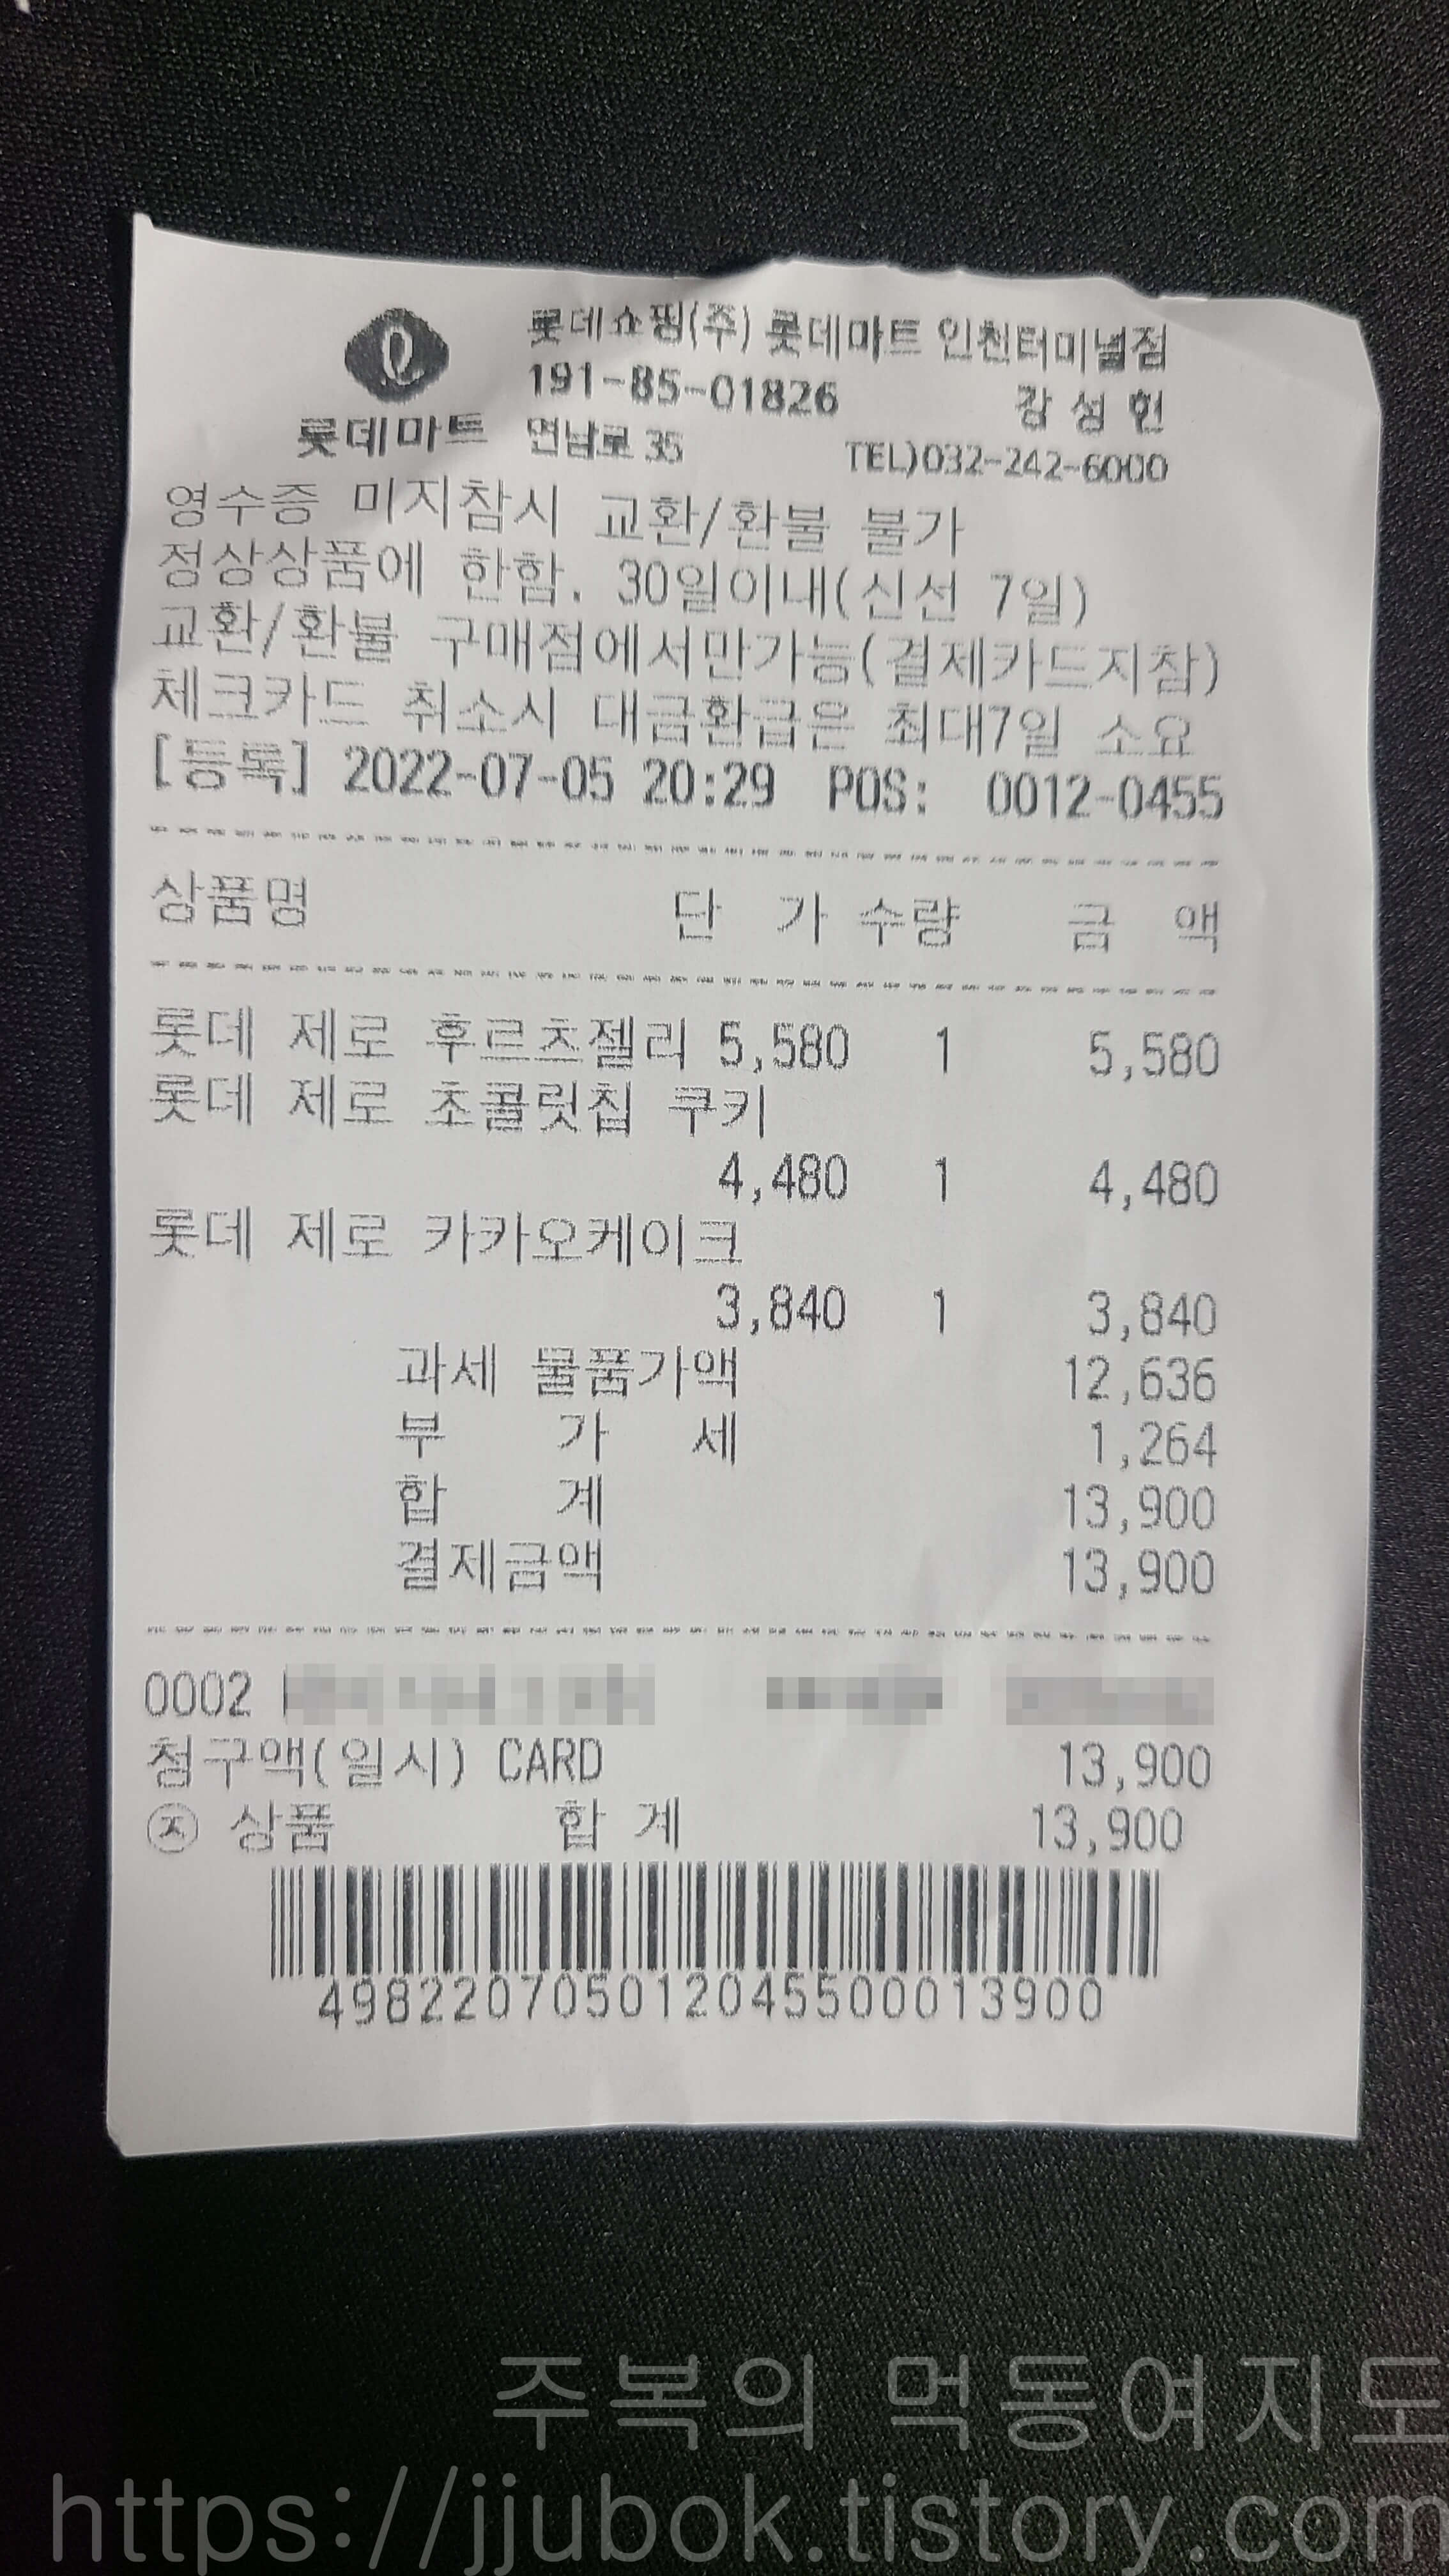 롯데쇼핑(주) 롯데마트 인천터미널점
191-85-01826 강성현
롯데마트 연남로 35 TEL)032-242-6000
영수증 미지참시 교환/환불 불가
정상상품에 한함. 30일이내(신선 7일)
교환/환불 구매점에서만가능(결제카드지참)
체크카드 취소시 대금환급은 최대7일 소요
[등록] 2022-07-05 20:29 POS: 0012-0455
상품명 단 가 수량 금 액
롯데 제로 후르츠젤리 5,580 1 5,580
롯데 제로 초콜릿칩 쿠키
4,480 1 4,480
롯데 제로 카카오케이크
3,840 1 3,840
과세 물품가액 12,636
부 가 세 1,264
합 계 13,900
결제금액 13,900
0002
청구액(일시) CARD 13,900
㉨ 상품 합 계 13,900
498220705012045500013900
주복의 먹동여지도
https://jjubok.tistory.com